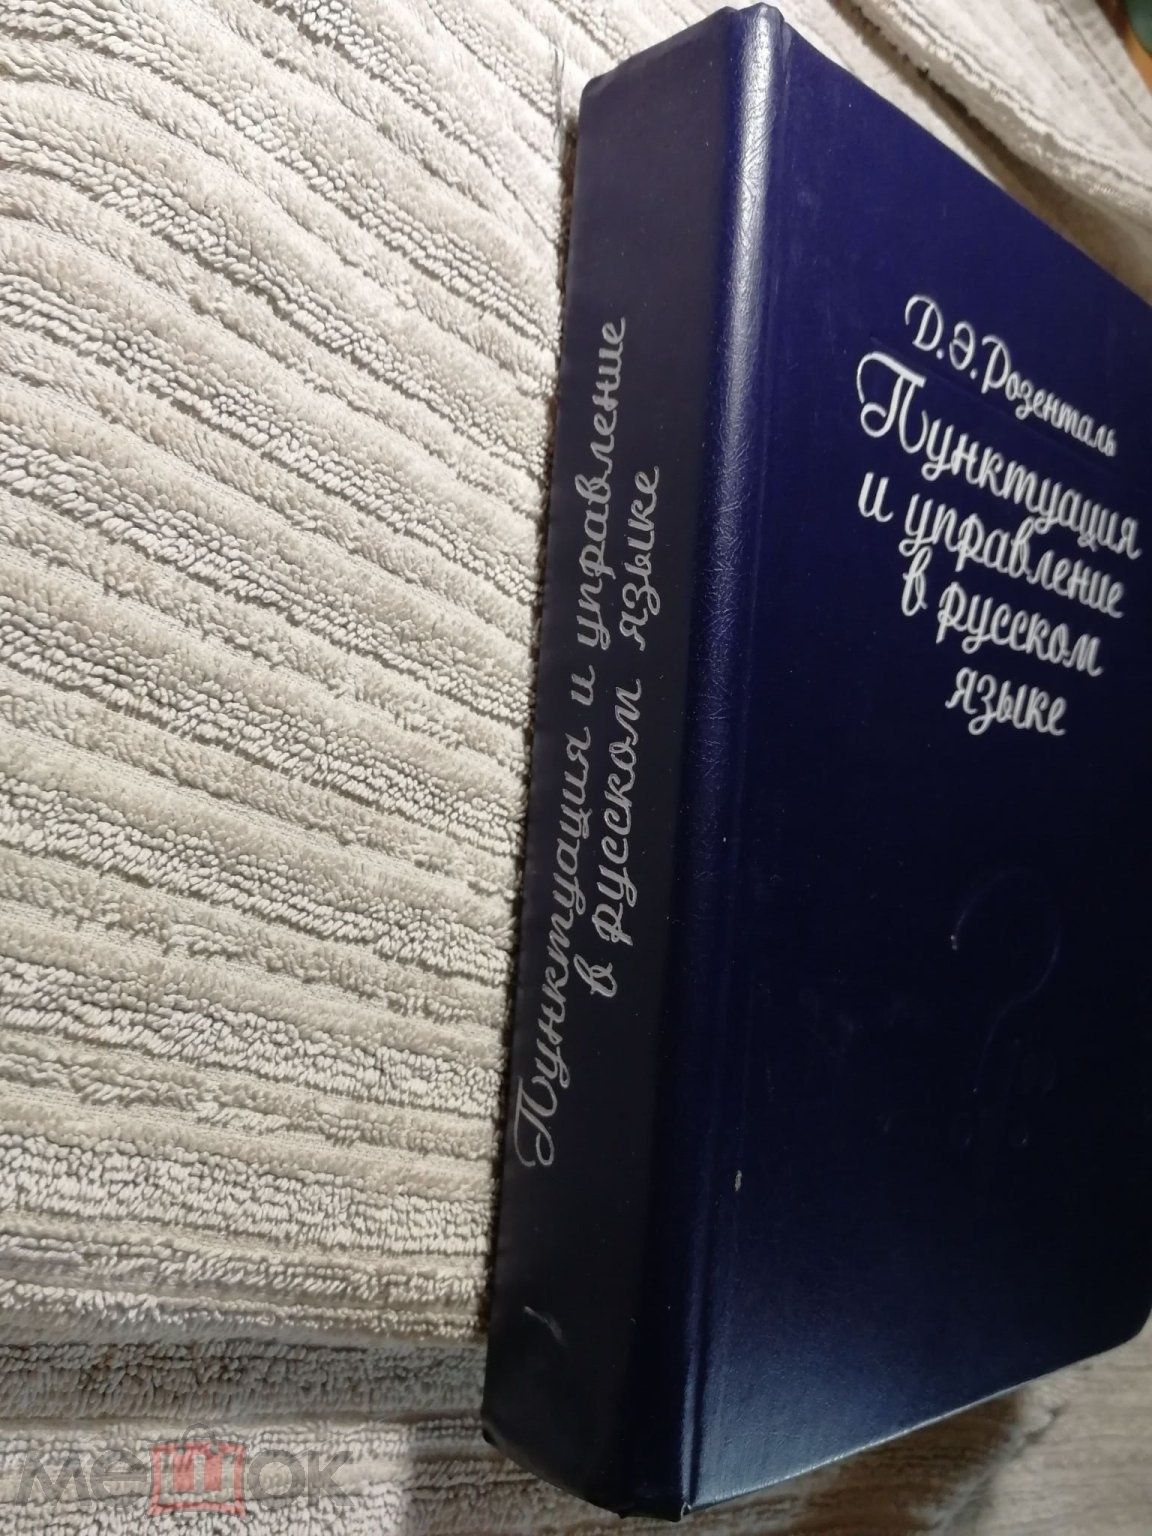 Д.Э.Розенталь
Пунктуация
и управление
в русском
языке
Пунктуация и управление
в русском языке
мешок